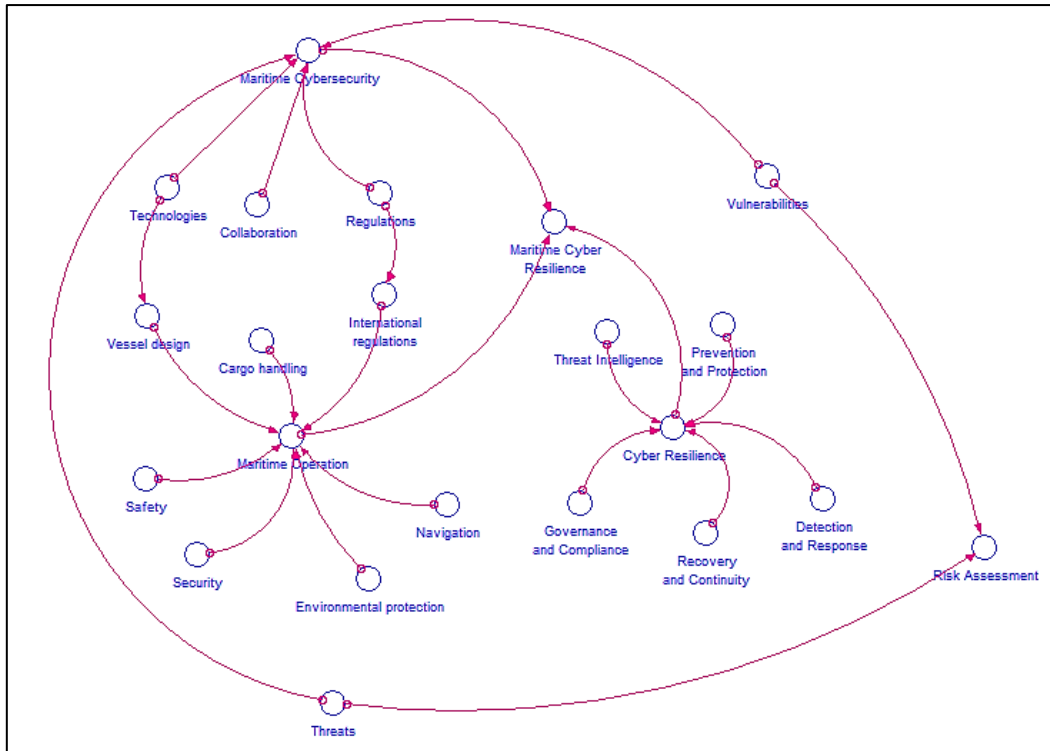 Maritime Cybersecurity
Technologies
Collaboration
Regulations
Vulnerabilities
Maritime Cyber
Resilience
Vessel design
Cargo handling
International
regulations
Threat Intelligence
Prevention
and Protection
Maritime Operation
Cyber Resilience
Safety
Navigation
Governance
and Compliance
Detection
and Response
Recovery
and Continuity
Security
Environmental protection
Risk Assessment
Threats